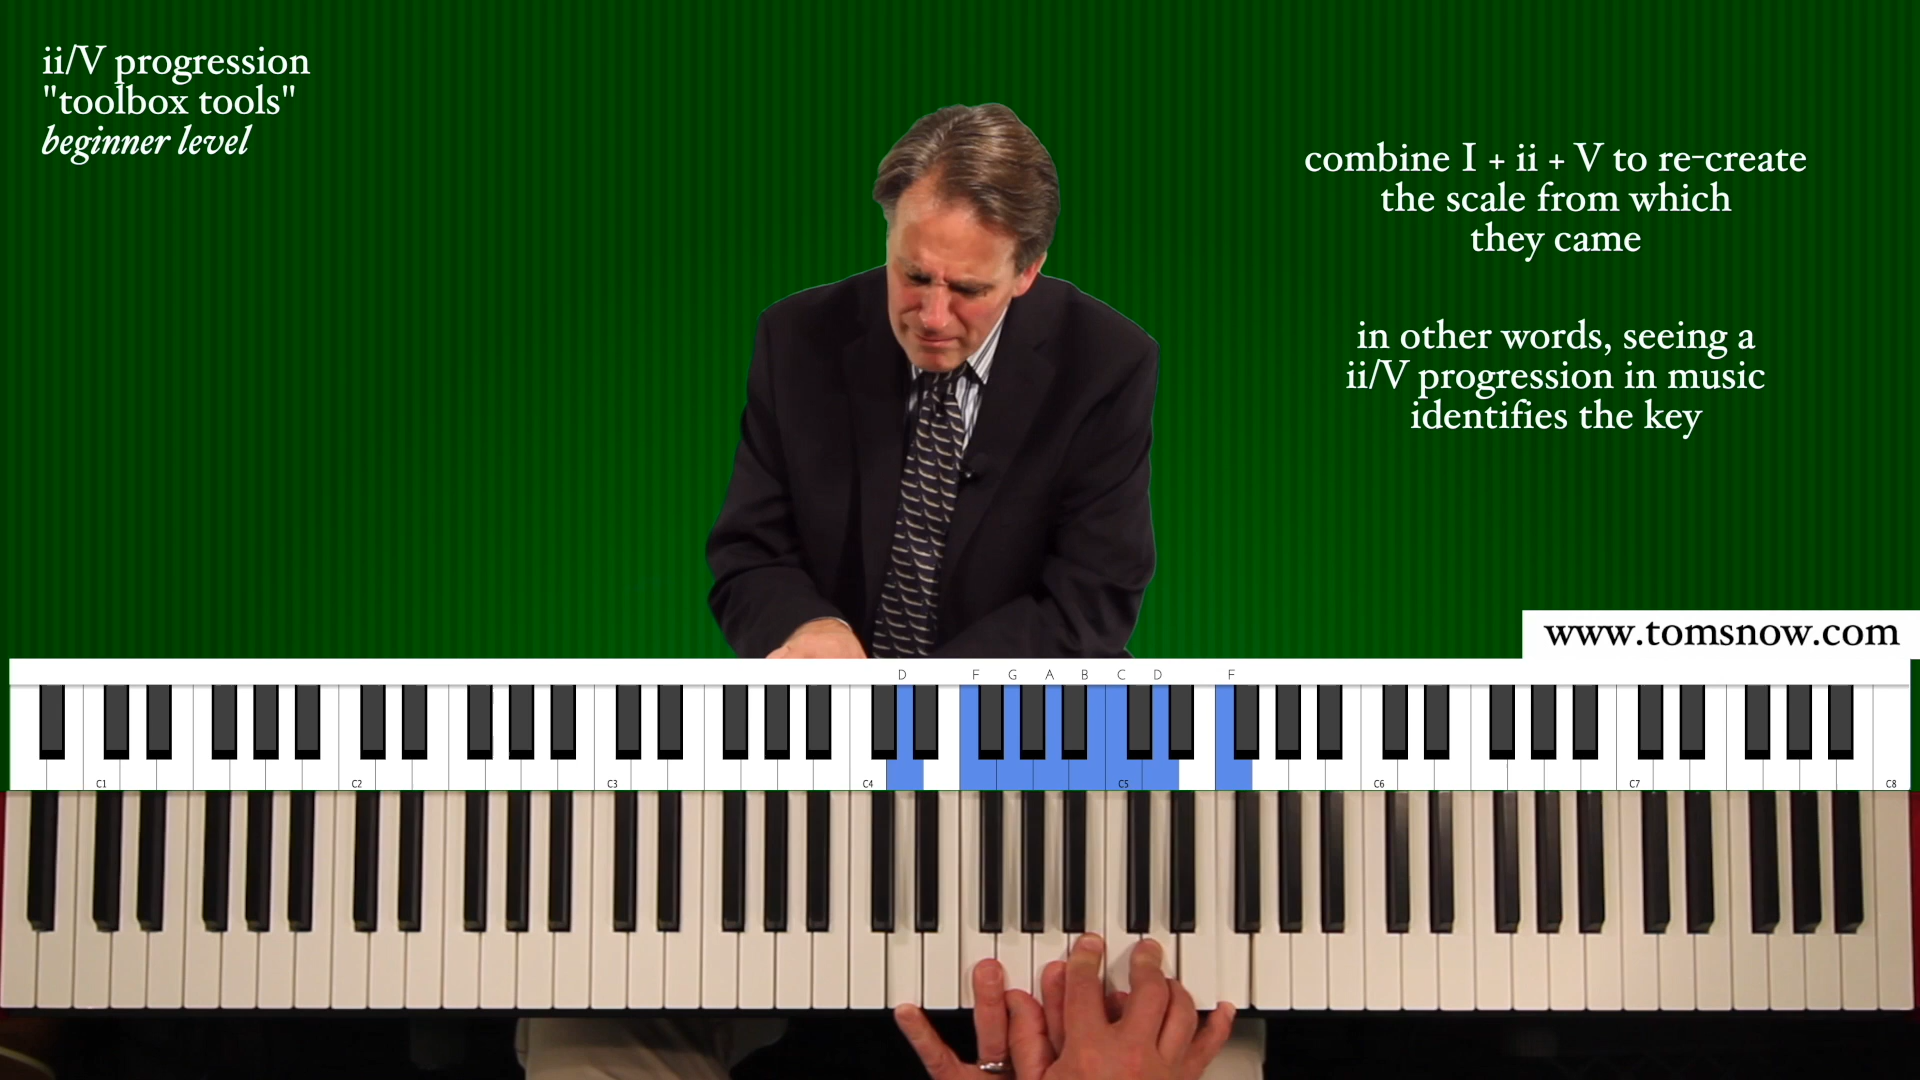 ii/V progression
"toolbox tools"
beginner level
combine I + ii + V to re-create
the scale from which
they came
in other words, seeing a
ii/V progression in music
identifies the key
www.tomsnow.com
D F G A B C D F
C1 C2 C3 C4 C5 C6 C7 C8